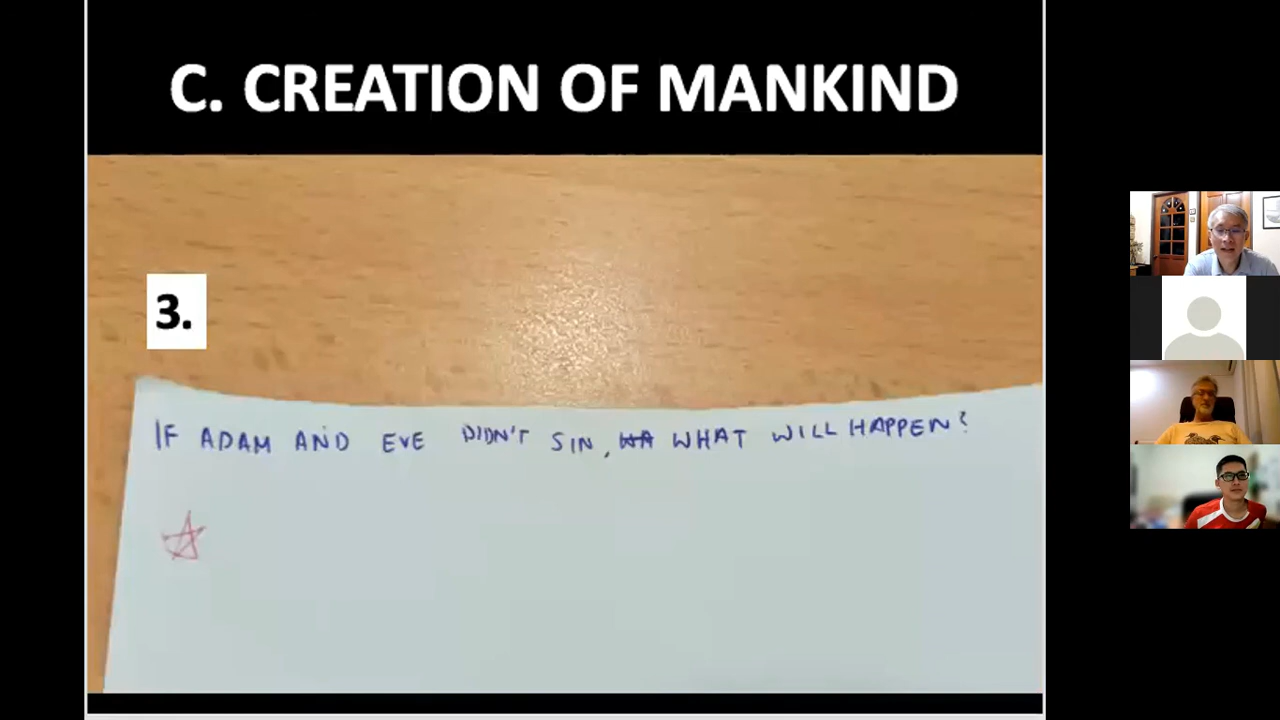 C. CREATION OF MANKIND
3.
IF ADAM AND EVE DIDN'T SIN, WHAT WILL HAPPEN?